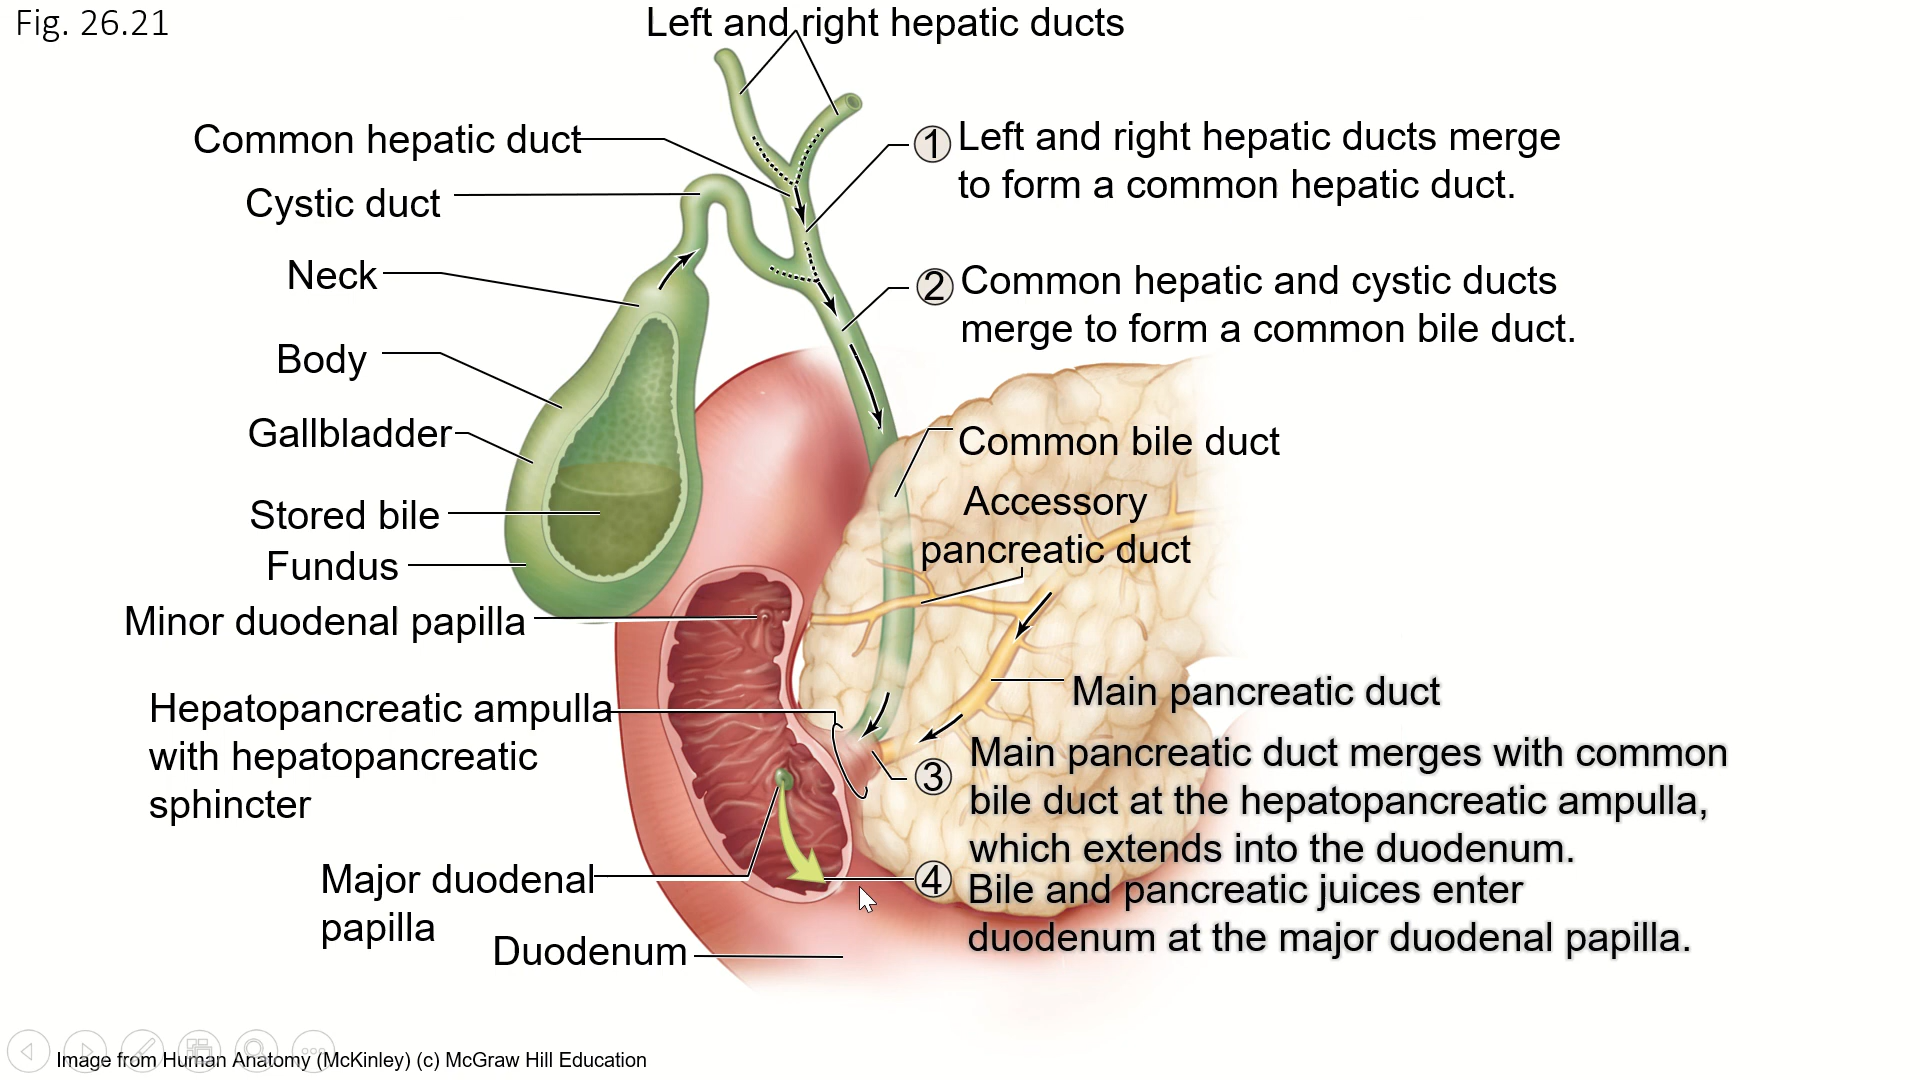 Fig. 26.21
Left and right hepatic ducts
Common hepatic duct
Cystic duct
Neck
Body
Gallbladder
Stored bile
Fundus
Minor duodenal papilla
Hepatopancreatic ampulla
with hepatopancreatic
sphincter
Major duodenal
papilla
Duodenum
1 Left and right hepatic ducts merge
to form a common hepatic duct.
2 Common hepatic and cystic ducts
merge to form a common bile duct.
Common bile duct
Accessory
pancreatic duct
Main pancreatic duct
3 Main pancreatic duct merges with common
bile duct at the hepatopancreatic ampulla,
which extends into the duodenum.
4 Bile and pancreatic juices enter
duodenum at the major duodenal papilla.
Image from Human Anatomy (McKinley) (c) McGraw Hill Education